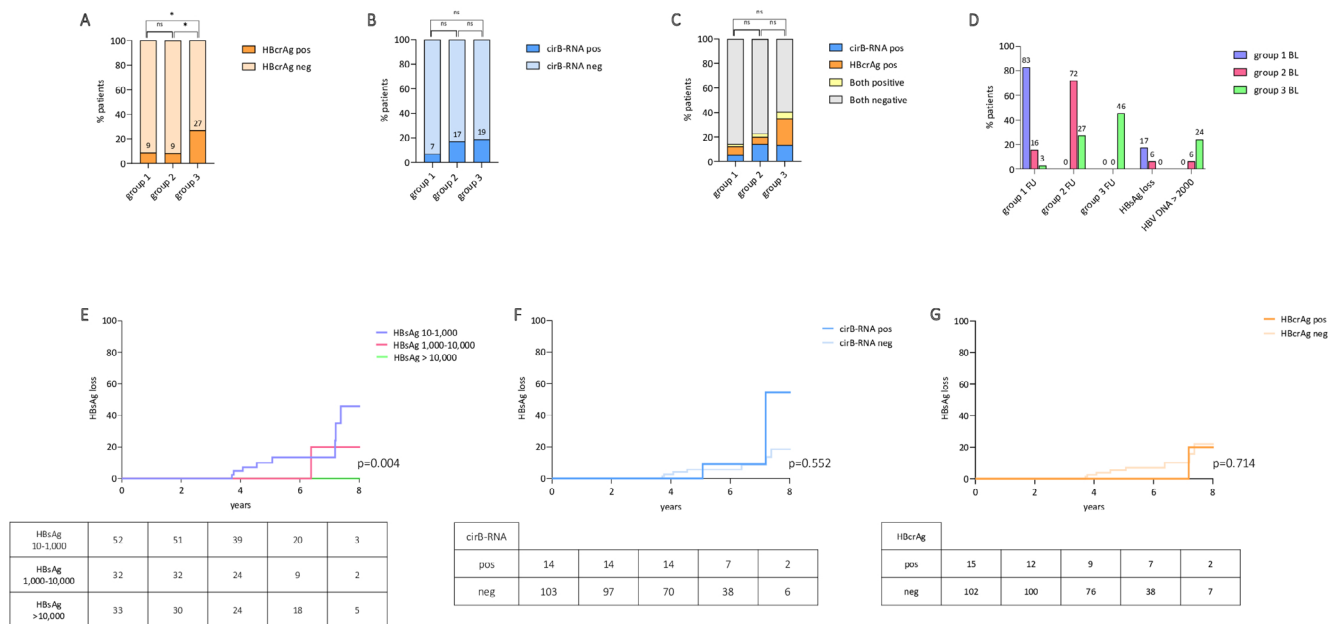 A
*
ns
*
% patients
100
80
60
40
20
0
9
9
27
group 1
group 2
group 3
HBcrAg pos
HBcrAg neg
B
ns
ns
ns
% patients
100
80
60
40
20
0
7
17
19
group 1
group 2
group 3
cirB-RNA pos
cirB-RNA neg
C
ns
ns
ns
% patients
100
80
60
40
20
0
group 1
group 2
group 3
cirB-RNA pos
HBcrAg pos
Both positive
Both negative
D
% patients
100
80
60
40
20
0
83
16
3
0
72
27
0
0
46
17
6
0
0
6
24
group 1 FU
group 2 FU
group 3 FU
HBsAg loss
HBV DNA > 2000
group 1 BL
group 2 BL
group 3 BL
E
HBsAg loss
100
80
60
40
20
0
0
2
4
6
8
years
p=0.004
HBsAg 10-1,000
HBsAg 1,000-10,000
HBsAg > 10,000
HBsAg
10-1,000
52
51
39
20
3
HBsAg
1,000-10,000
32
32
24
9
2
HBsAg
>10,000
33
30
24
18
5
F
HBsAg loss
100
80
60
40
20
0
0
2
4
6
8
years
p=0.552
cirB-RNA pos
cirB-RNA neg
cirB-RNA
pos
14
14
14
7
2
neg
103
97
70
38
6
G
HBsAg loss
100
80
60
40
20
0
0
2
4
6
8
years
p=0.714
HBcrAg pos
HBcrAg neg
HBcrAg
pos
15
12
9
7
2
neg
102
100
76
38
7